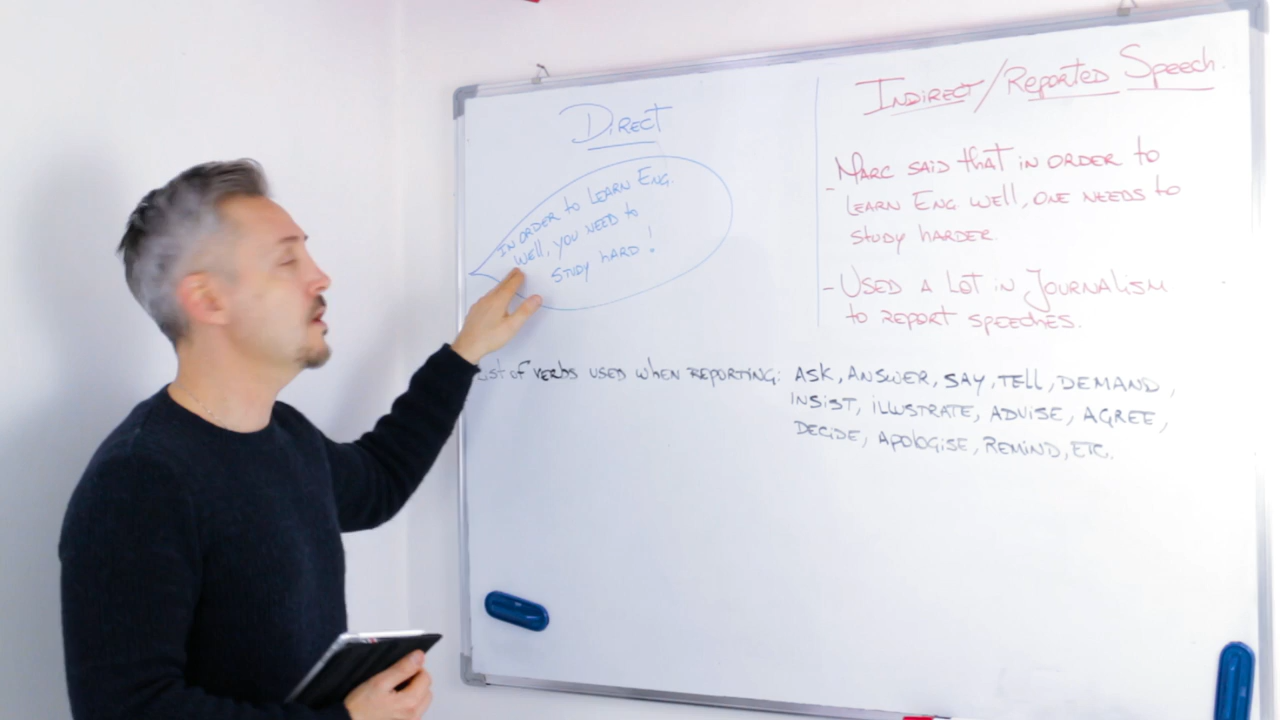 Direct
In order to learn Eng.
well, you need to
study hard!
Indirect/Reported Speech.
- Marc said that in order to
learn Eng well, one needs to
study harder.
- Used a lot in Journalism
to report speeches.
of verbs used when reporting: ask, answer, say, tell, demand,
insist, illustrate, advise, agree,
decide, apologise, remind, etc.